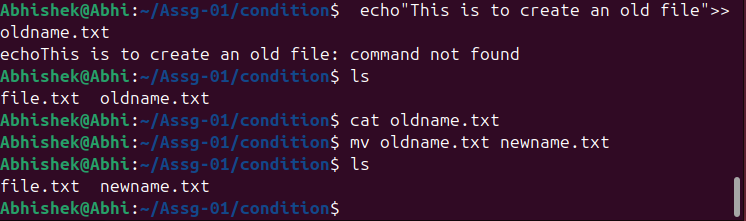 Abhishek@Abhi:~/Assg-01/condition$  echo"This is to create an old file">>
oldname.txt
echoThis is to create an old file: command not found
Abhishek@Abhi:~/Assg-01/condition$ ls
file.txt  oldname.txt
Abhishek@Abhi:~/Assg-01/condition$ cat oldname.txt
Abhishek@Abhi:~/Assg-01/condition$ mv oldname.txt newname.txt
Abhishek@Abhi:~/Assg-01/condition$ ls
file.txt  newname.txt
Abhishek@Abhi:~/Assg-01/condition$